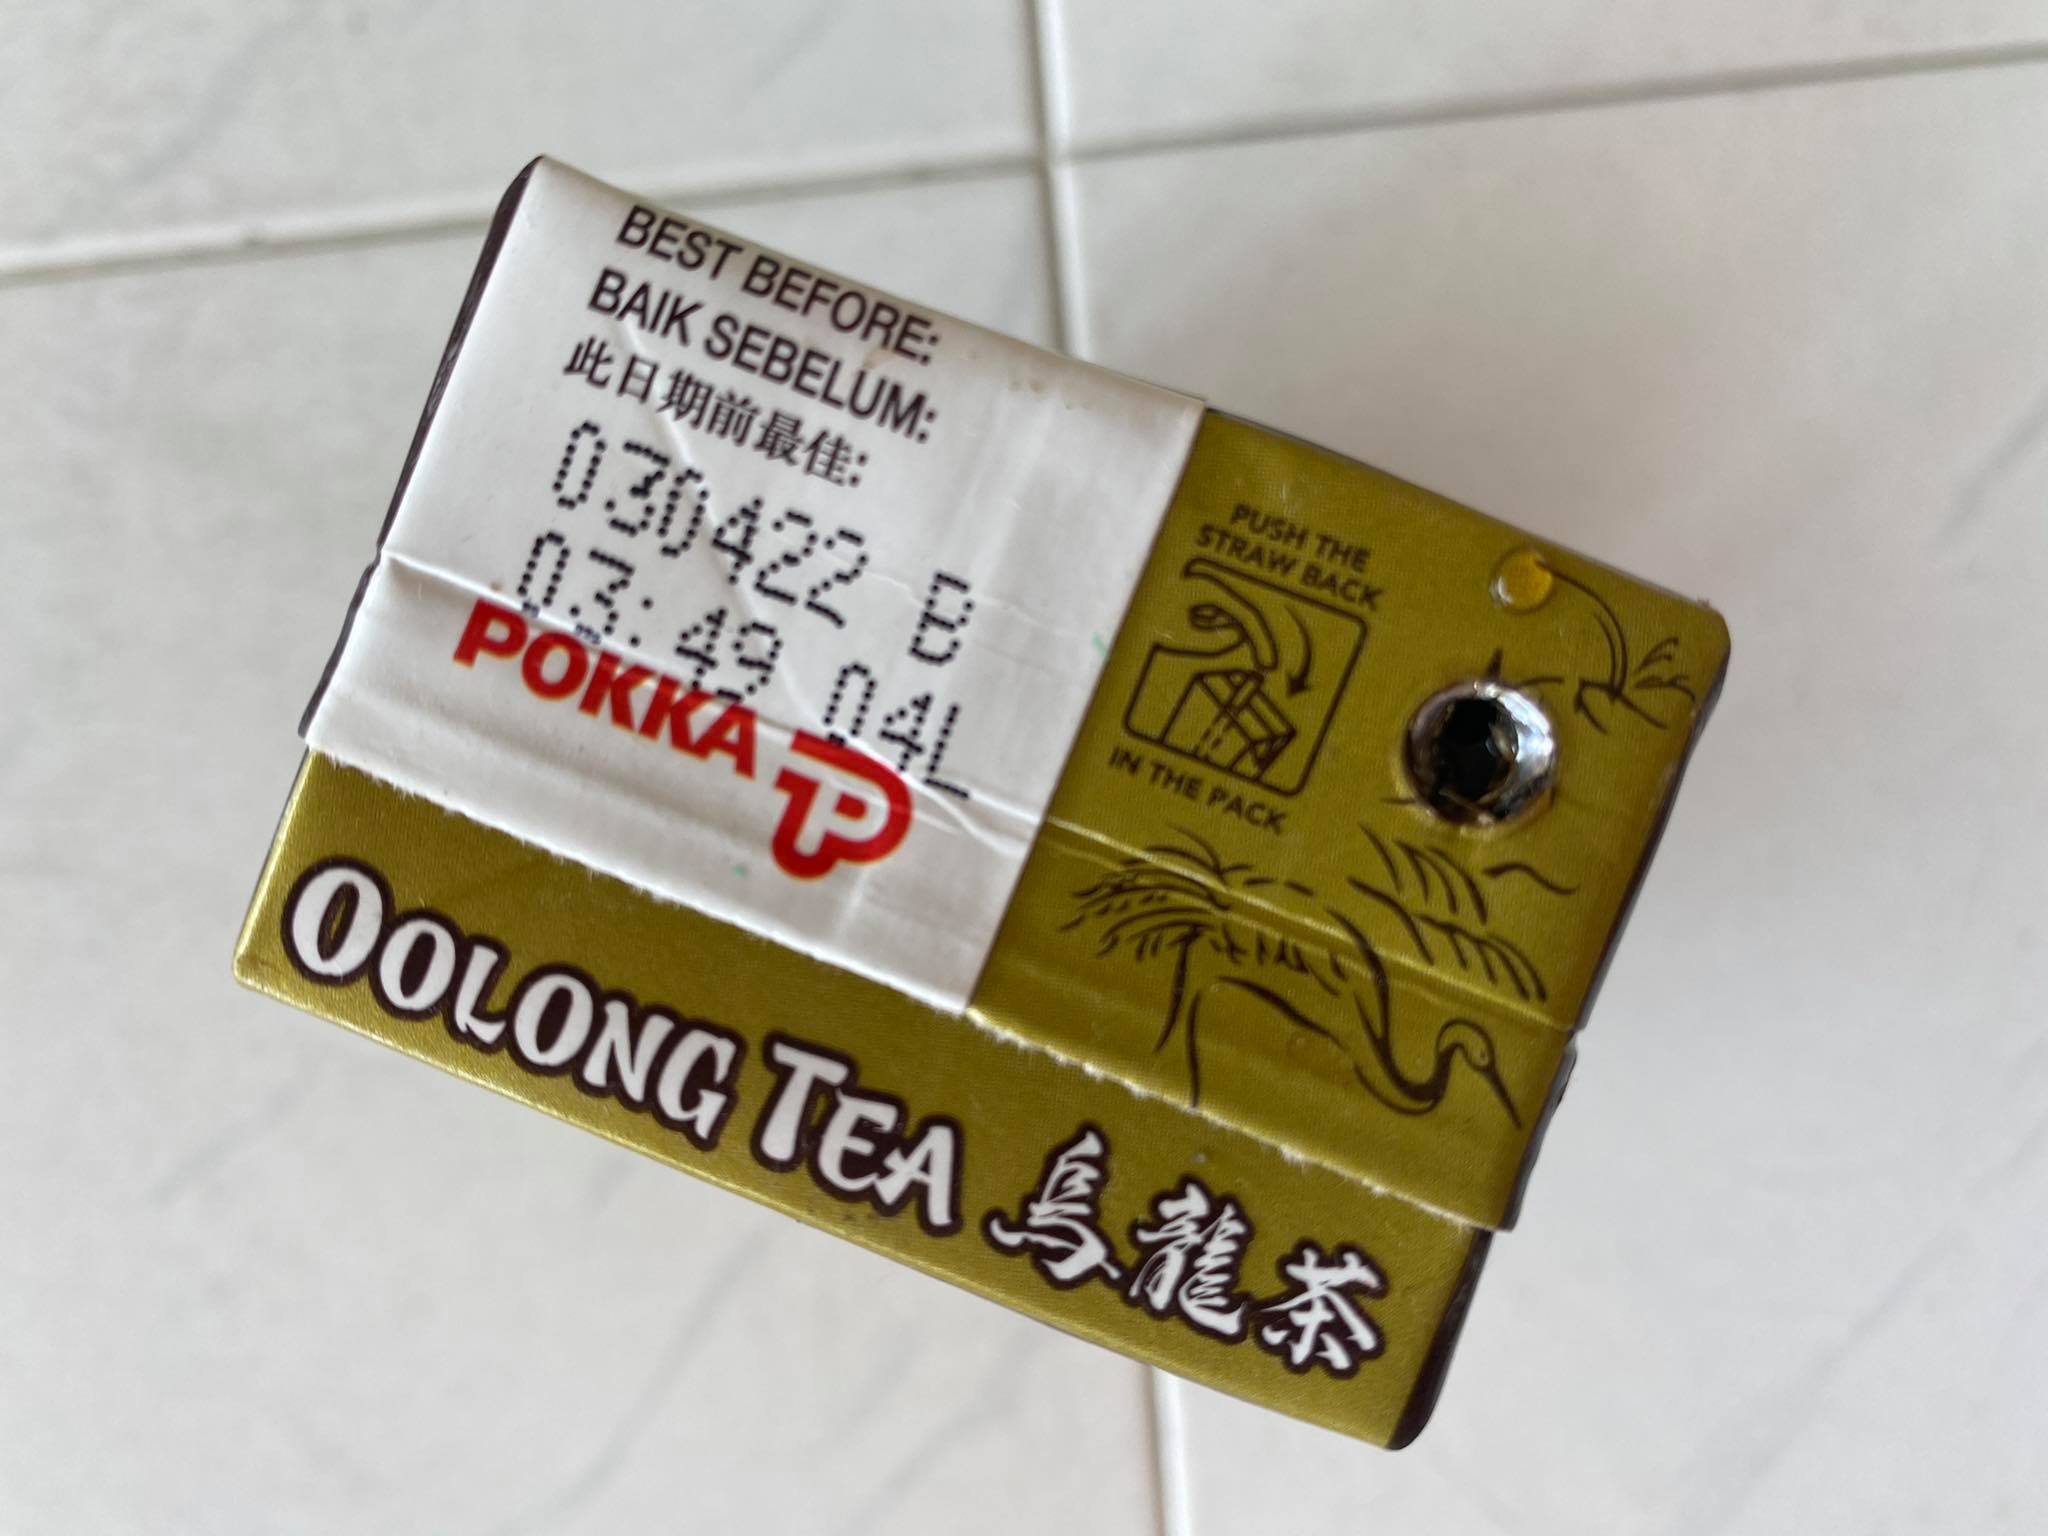 BEST BEFORE:
BAIK SEBELUM:
此日期前最佳:
030422 B
03:49 04L
POKKA
PUSH THE
STRAW BACK
IN THE PACK
OOLONG TEA 烏龍茶